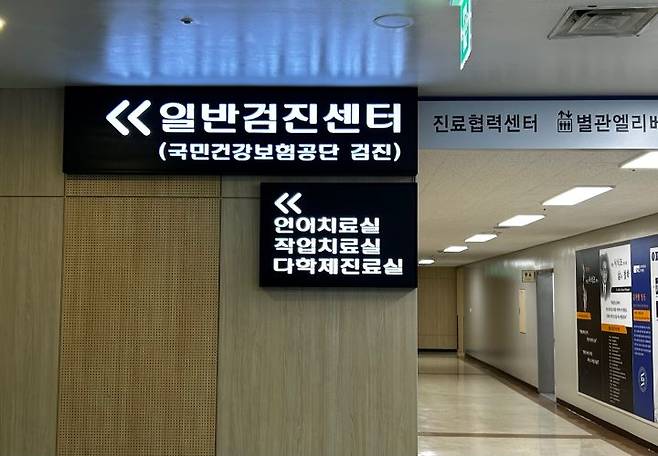 《 일반검진센터
(국민건강보험공단 검진)
《
언어치료실
작업치료실
다학제진료실
진료협력센터 별관엘리베